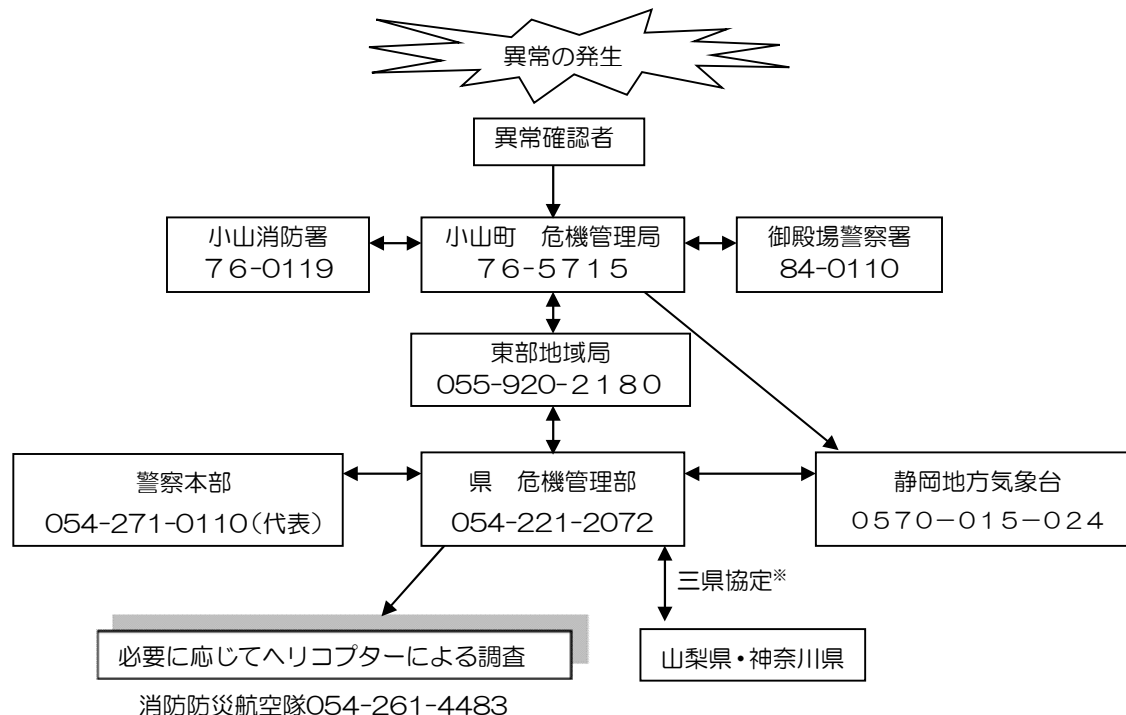 異常の発生
異常確認者
小山消防署
７６-0119
小山町　危機管理局
７６-５７１５
御殿場警察署
84-0110
東部地域局
055-920-２１８０
警察本部
054-271-0110（代表）
県　危機管理部
054-221-2072
静岡地方気象台
０５７０－０１５－０２４
三県協定※
必要に応じてヘリコプターによる調査
山梨県・神奈川県
消防防災航空隊054-261-4483